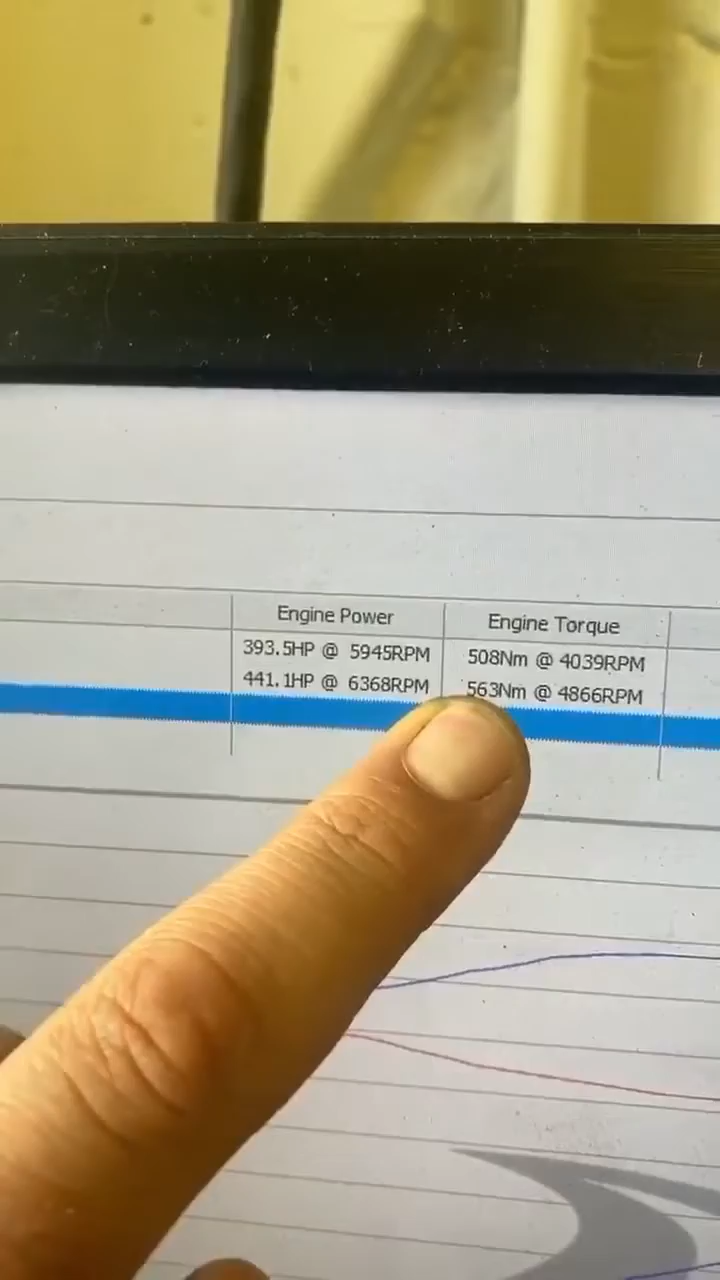 Engine Power Engine Torque
393.5HP @ 5945RPM 508Nm @ 4039RPM
441.1HP @ 6368RPM 563Nm @ 4866RPM